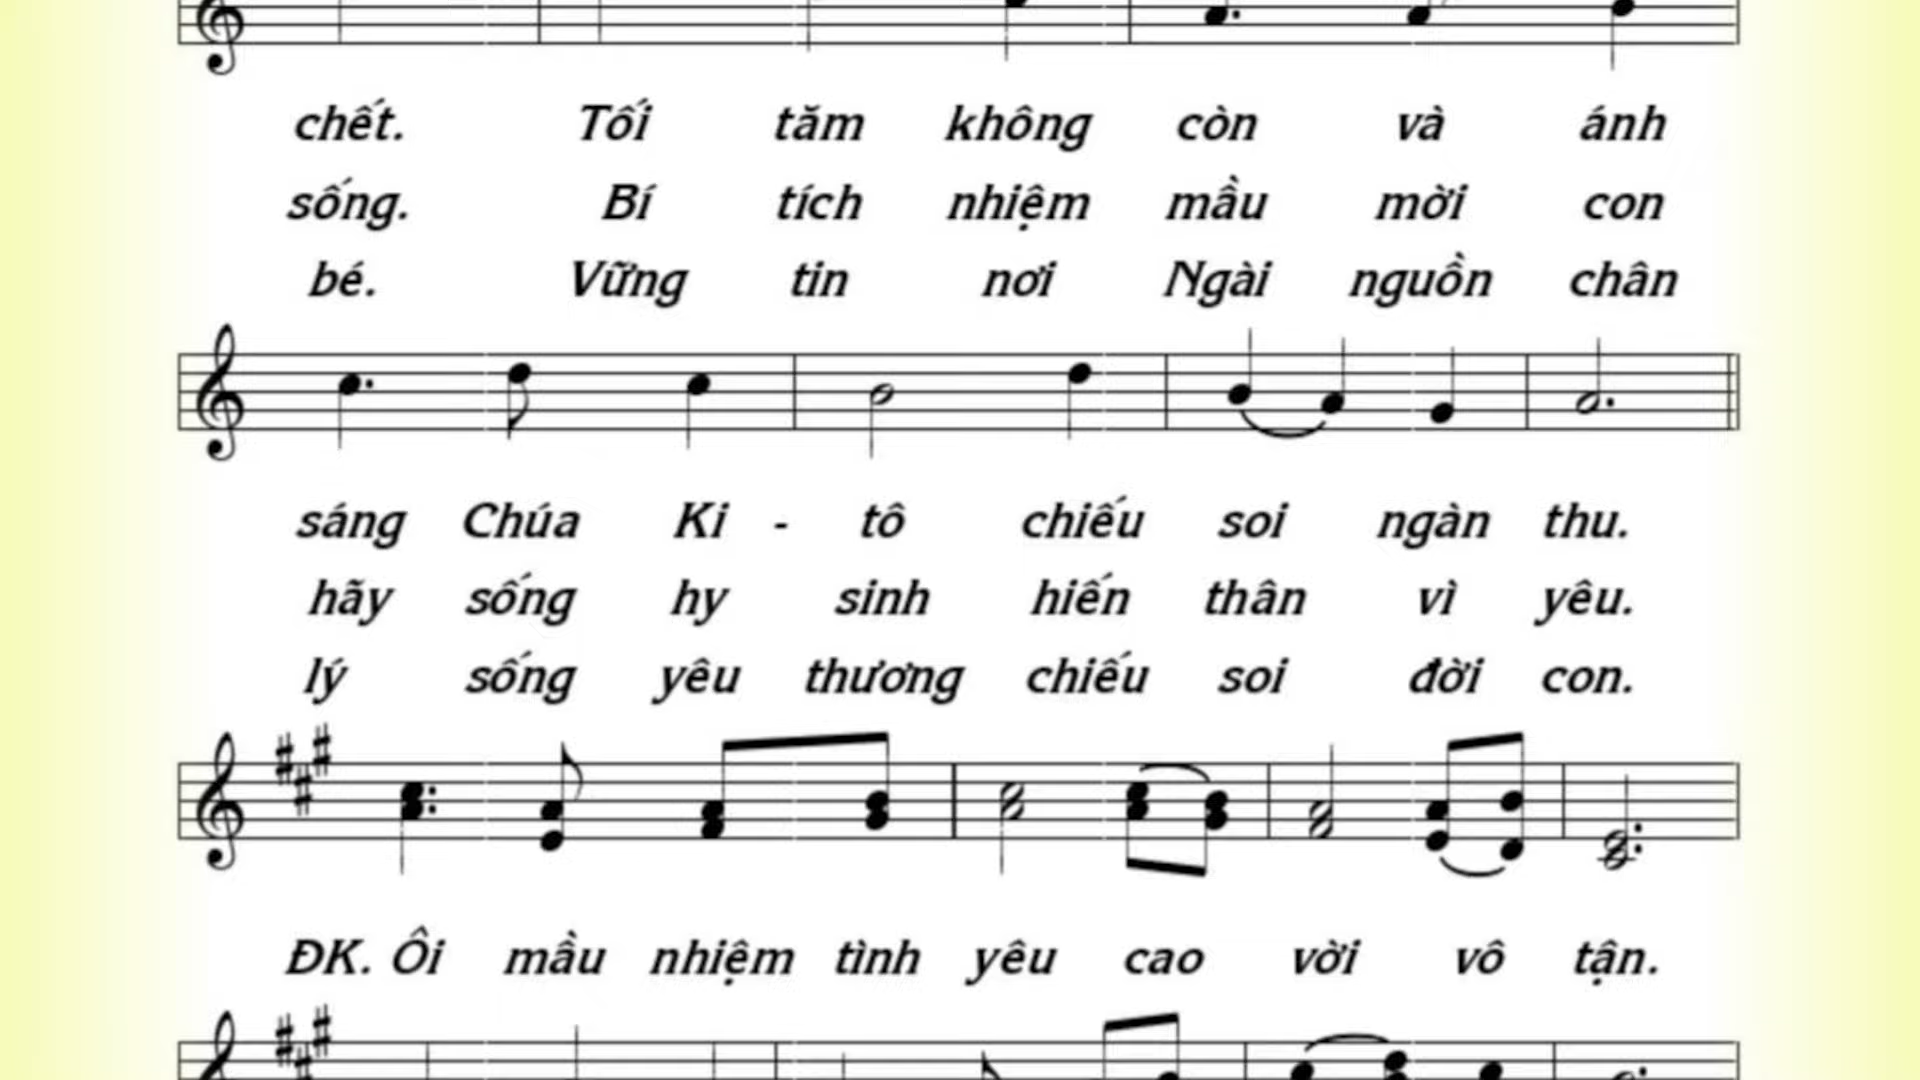 chết. Tối tăm không còn và ánh
sống. Bí tích nhiệm mầu mời con
bé. Vững tin nơi Ngài nguồn chân
sáng Chúa Ki - tô chiếu soi ngàn thu.
hãy sống hy sinh hiến thân vì yêu.
lý sống yêu thương chiếu soi đời con.
ĐK. Ôi mầu nhiệm tình yêu cao vời vô tận.